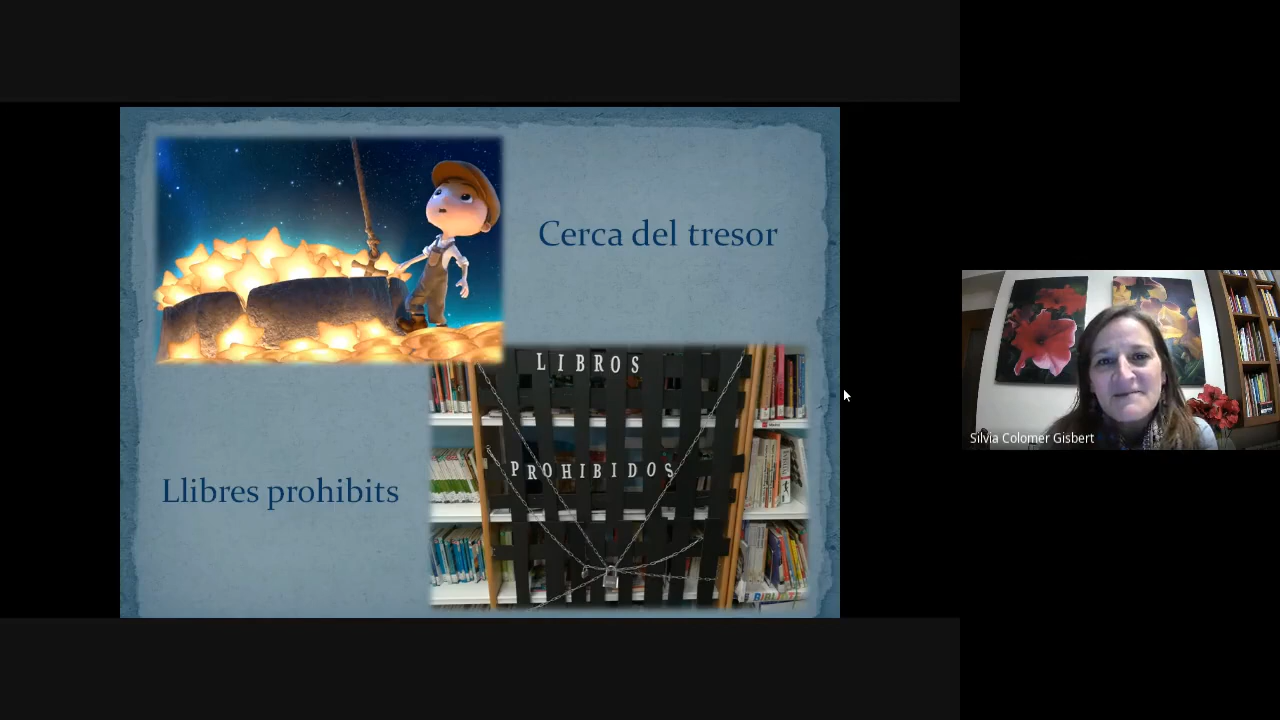 Cerca del tresor
LIBROS
PROHIBIDOS
Llibres prohibits
Silvia Colomer Gisbert